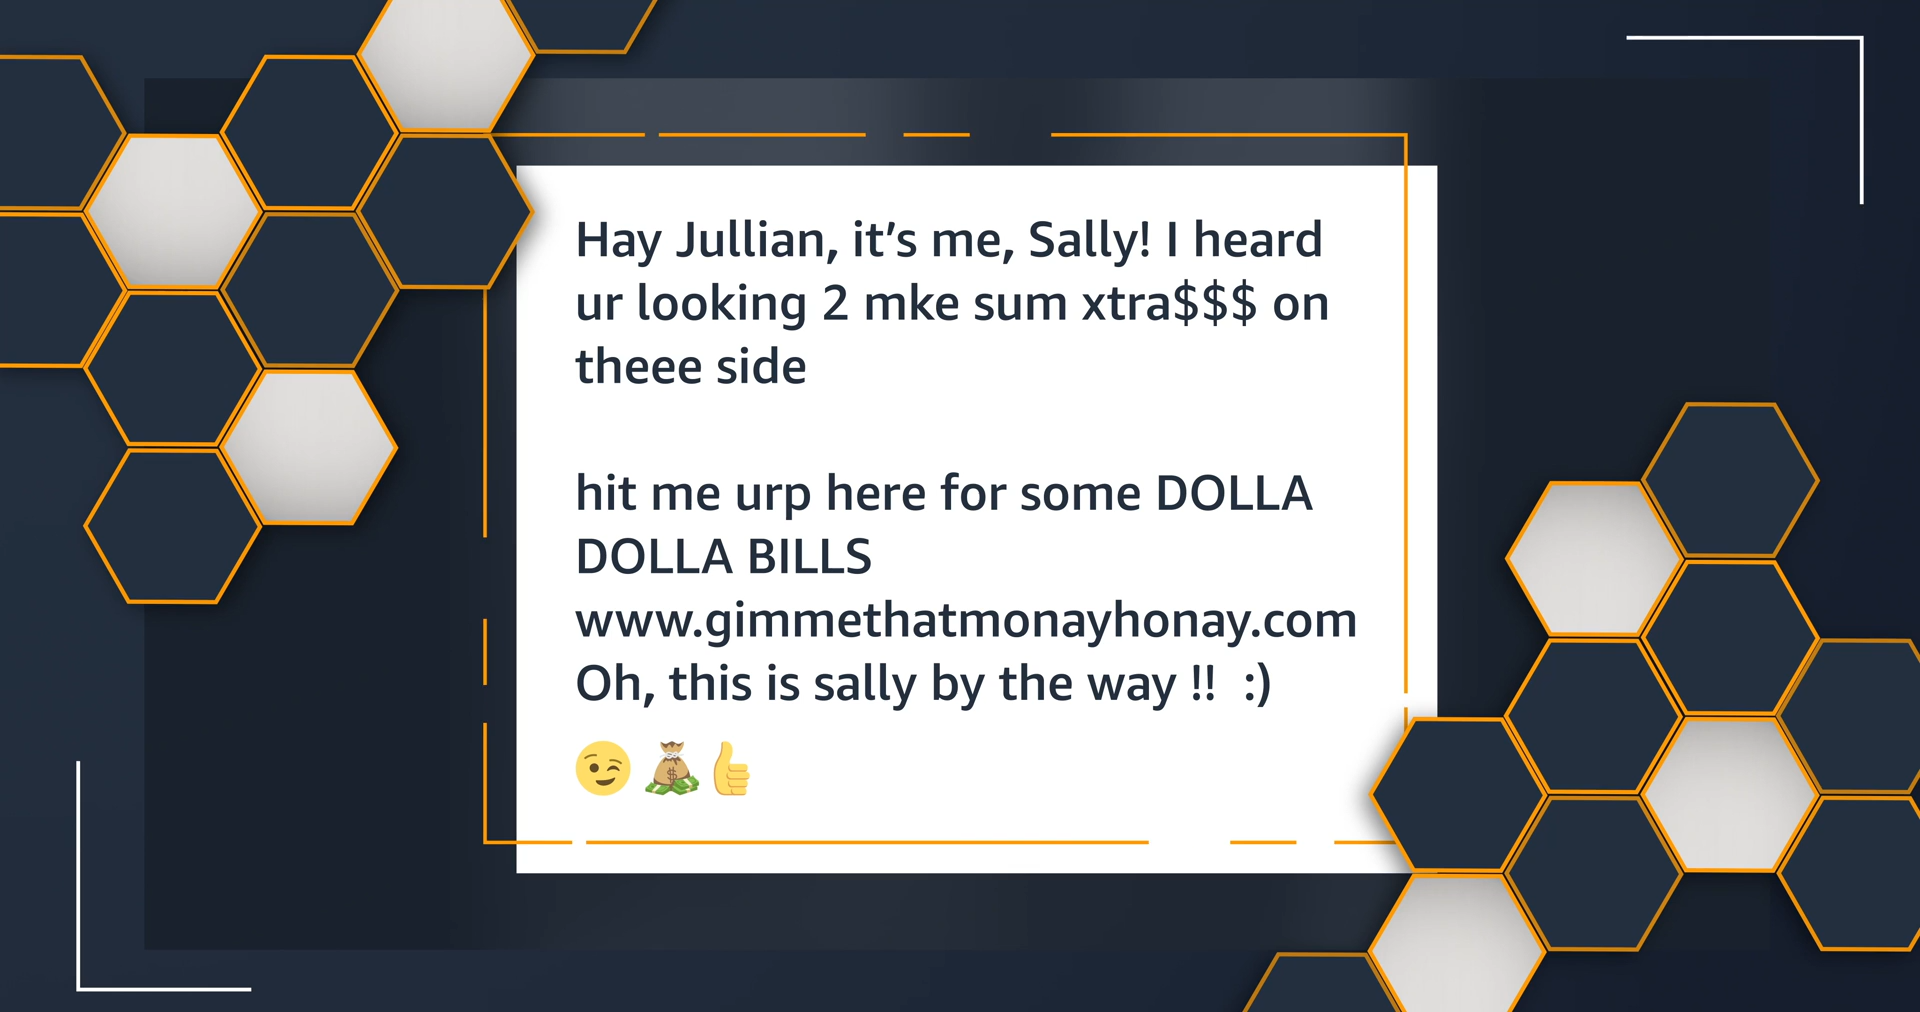 Hay Jullian, it’s me, Sally! I heard
ur looking 2 mke sum xtra$$$ on
theee side
hit me urp here for some DOLLA
DOLLA BILLS
www.gimmethatmonayhonay.com
Oh, this is sally by the way !!  :)
😉💰👍